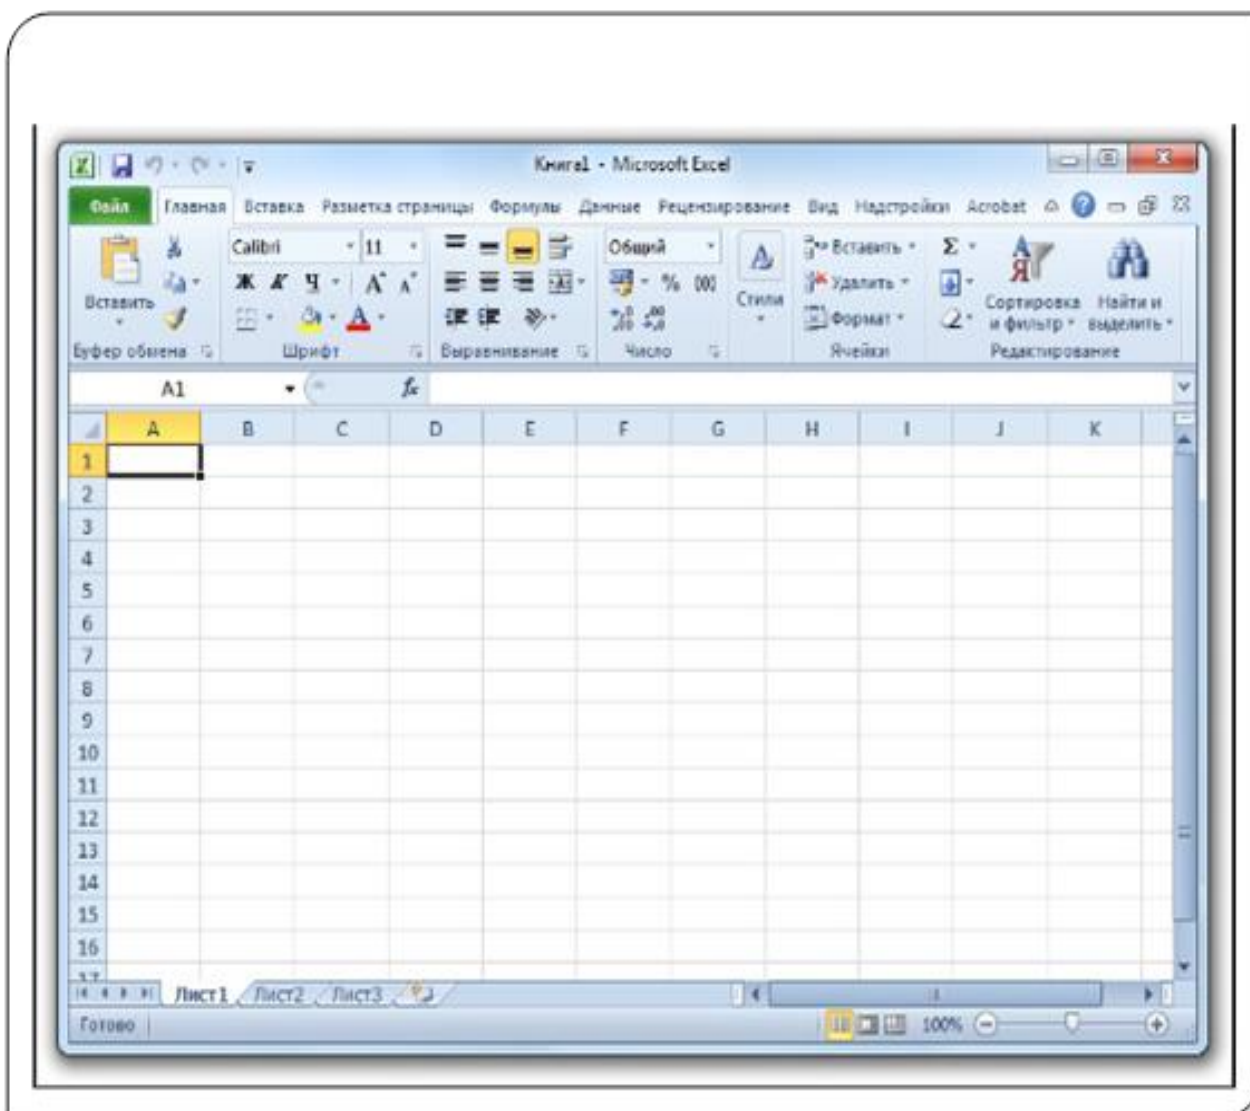 Книга1 - Microsoft Excel
Файл Главная Вставка Разметка страницы Формулы Данные Рецензирование Вид Надстройки Acrobat
Calibri 11 Общий Вставить Σ А Я
Ж К Ч А А % 000 А Удалить
Вставить Стили Формат Сортировка и фильтр Найти и выделить
Буфер обмена Шрифт Выравнивание Число Ячейки Редактирование
A1 fx
A B C D E F G H I J K
1
2
3
4
5
6
7
8
9
10
11
12
13
14
15
16
17
Лист1 Лист2 Лист3
Готово 100%